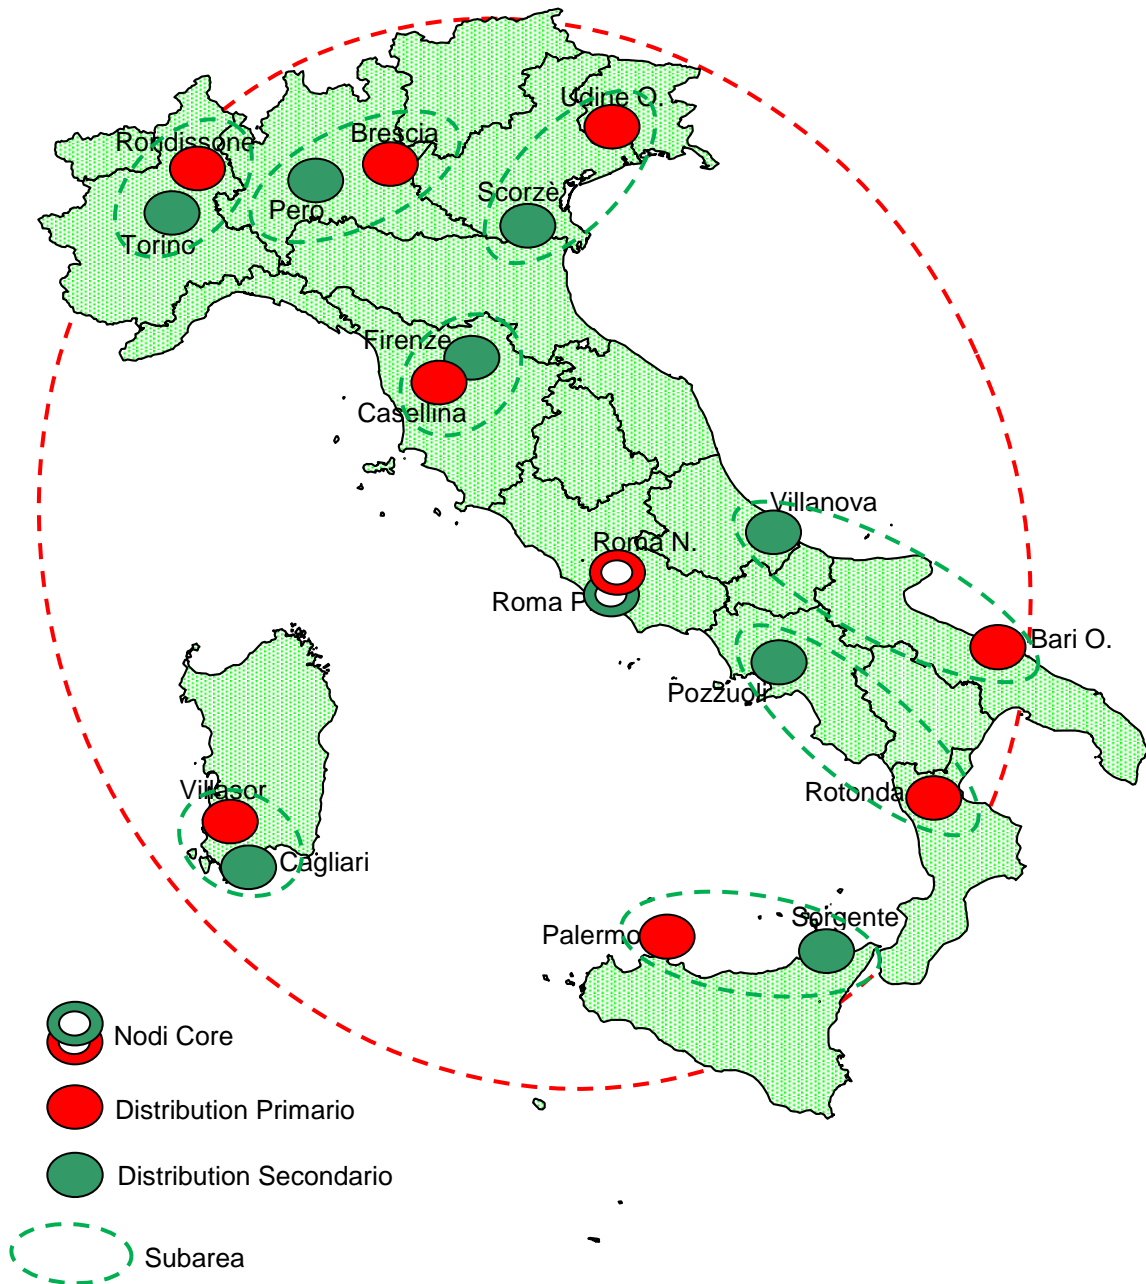 Udine O.
Rondissone
Brescia
Pero
Scorzè
Torino
Firenze
Casellina
Villanova
Roma N.
Roma P.
Bari O.
Pozzuoli
Rotonda
Villasor
Cagliari
Sorgente
Palermo
Nodi Core
Distribution Primario
Distribution Secondario
Subarea